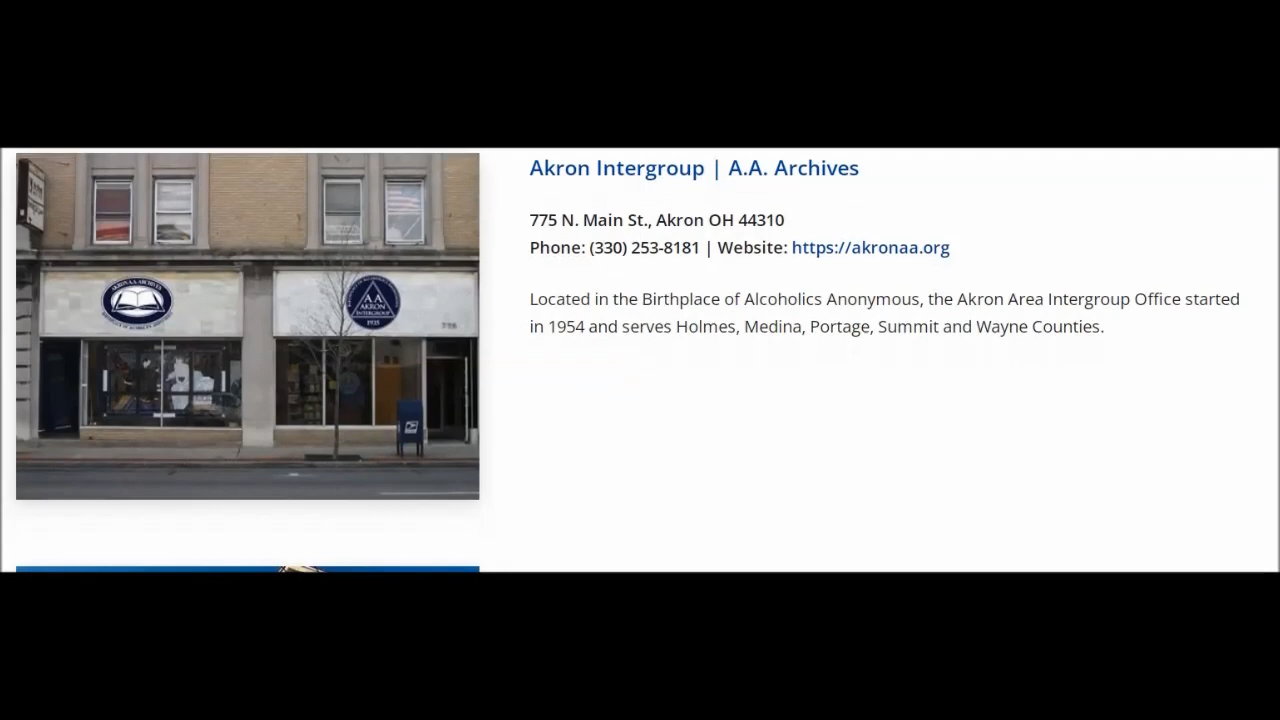 Akron Intergroup | A.A. Archives
775 N. Main St., Akron OH 44310
Phone: (330) 253-8181 | Website: https://akronaa.org
Located in the Birthplace of Alcoholics Anonymous, the Akron Area Intergroup Office started
in 1954 and serves Holmes, Medina, Portage, Summit and Wayne Counties.
AKRON AA ARCHIVES
A A
AKRON
INTERGROUP
1935